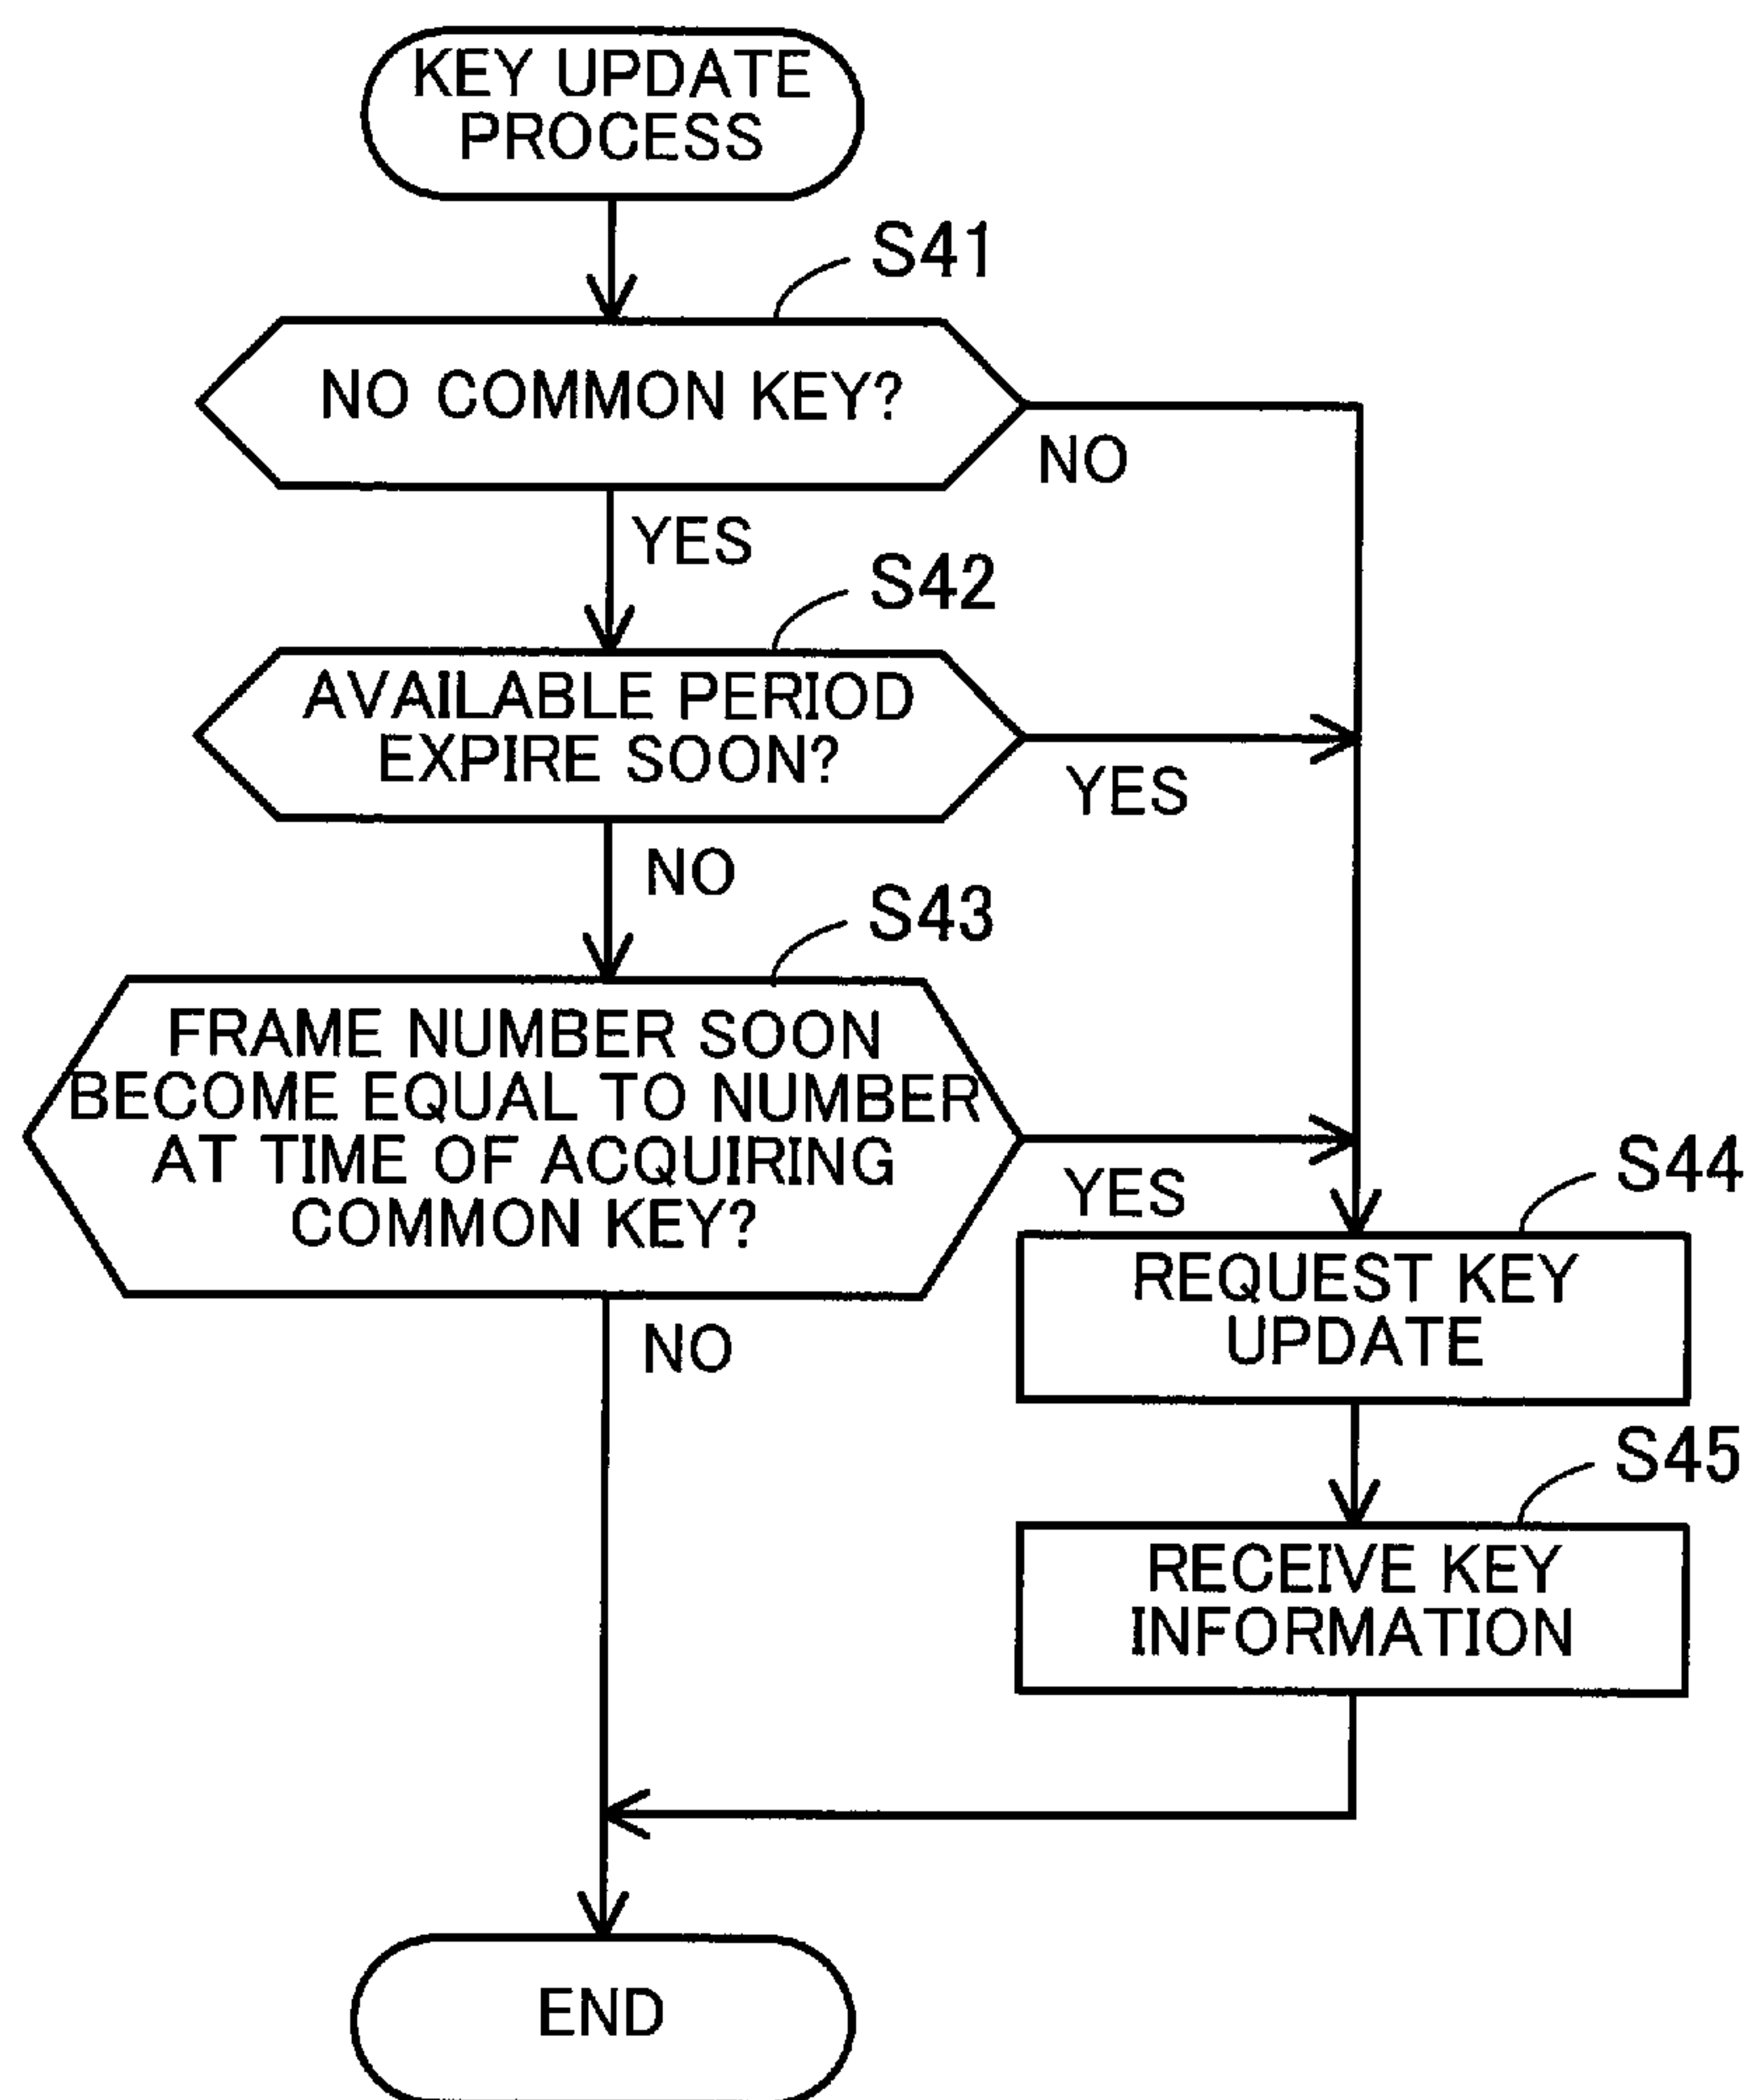 KEY UPDATE
PROCESS
S41
NO COMMON KEY?
NO
YES
S42
AVAILABLE PERIOD
EXPIRE SOON?
YES
NO
S43
FRAME NUMBER SOON
BECOME EQUAL TO NUMBER
AT TIME OF ACQUIRING
COMMON KEY?
YES
NO
S44
REQUEST KEY
UPDATE
S45
RECEIVE KEY
INFORMATION
END